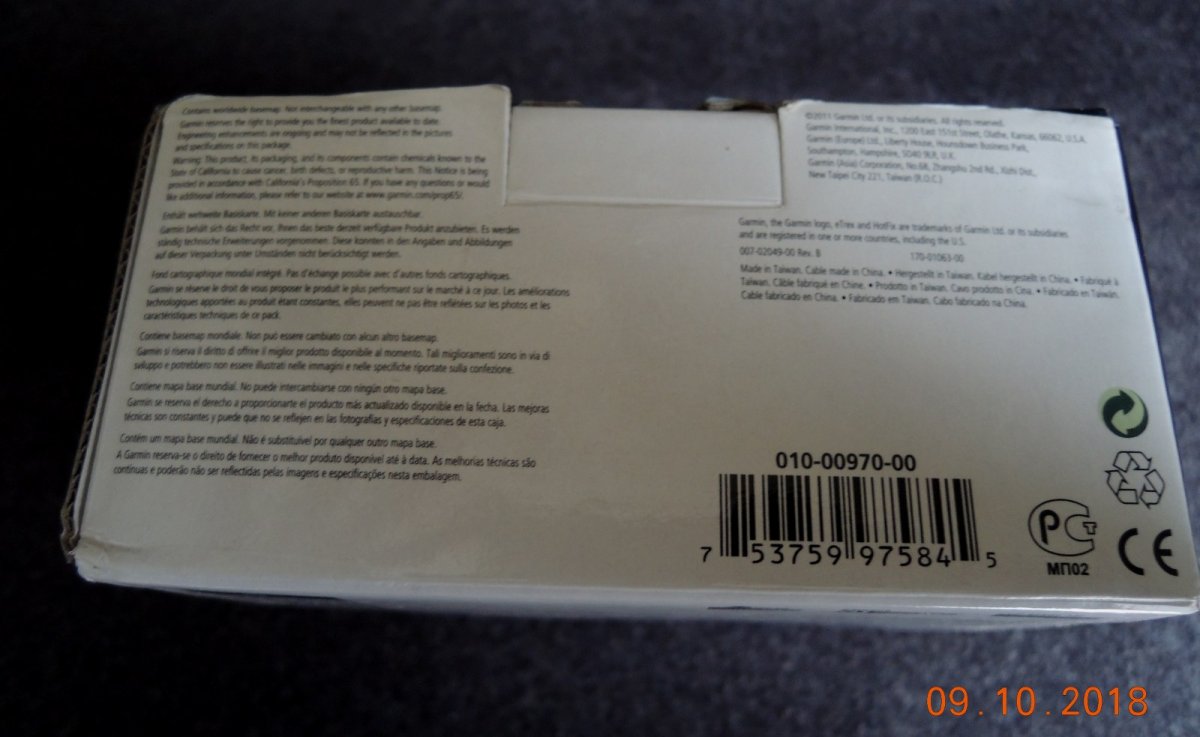 Contains worldwide basemap. Not interchangeable with any other basemap.
Garmin reserves the right to provide you the finest product available to date.
Engineering enhancements are ongoing and may not be reflected in the pictures
and specifications on this package.
Warning: This product, its packaging, and its components contain chemicals known to the
State of California to cause cancer, birth defects, or reproductive harm. This Notice is being
provided in accordance with California's Proposition 65. If you have any questions or would
like additional information, please refer to our website at www.garmin.com/prop65/.
Enthält weltweite Basiskarte. Mit keiner anderen Basiskarte austauschbar.
Garmin behält sich das Recht vor, Ihnen das beste derzeit verfügbare Produkt anzubieten. Es werden
ständig technische Erweiterungen vorgenommen. Diese könnten in den Angaben und Abbildungen
auf dieser Verpackung unter Umständen nicht berücksichtigt werden.
Fond cartographique mondial intégré. Pas d'échange possible avec d'autres fonds cartographiques.
Garmin se réserve le droit de vous proposer le produit le plus performant sur le marché à ce jour. Les améliorations
technologiques apportées au produit étant constantes, elles peuvent ne pas être reflétées sur les photos et les
caractéristiques techniques de ce pack.
Contiene basemap mondiale. Non può essere cambiato con alcun altro basemap.
Garmin si riserva il diritto di offrire il miglior prodotto disponibile al momento. Tali miglioramenti sono in via di
sviluppo e potrebbero non essere illustrati nelle immagini e nelle specifiche riportate sulla confezione.
Contiene mapa base mundial. No puede intercambiarse con ningún otro mapa base.
Garmin se reserva el derecho a proporcionarte el producto más actualizado disponible en la fecha. Las mejoras
técnicas son constantes y puede que no se reflejen en las fotografías y especificaciones de esta caja.
Contém um mapa base mundial. Não é substituível por qualquer outro mapa base.
A Garmin reserva-se o direito de fornecer o melhor produto disponível até à data. As melhorias técnicas são
contínuas e poderão não ser reflectidas pelas imagens e especificações nesta embalagem.
©2011 Garmin Ltd. or its subsidiaries. All rights reserved.
Garmin International, Inc., 1200 East 151st Street, Olathe, Kansas, 66062, U.S.A.
Garmin (Europe) Ltd., Liberty House, Hounsdown Business Park,
Southampton, Hampshire, SO40 9LR, U.K.
Garmin (Asia) Corporation, No.68, Zhangshu 2nd Rd., Xizhi Dist.,
New Taipei City 221, Taiwan (R.O.C.)
Garmin, the Garmin logo, eTrex and HotFix are trademarks of Garmin Ltd. or its subsidiaries
and are registered in one or more countries, including the U.S.
007-02049-00 Rev. B 170-01063-00
Made in Taiwan. Cable made in China. • Hergestellt in Taiwan. Kabel hergestellt in China. • Fabriqué à
Taïwan. Câble fabriqué en Chine. • Prodotto in Taiwan. Cavo prodotto in Cina. • Fabricado en Taiwán.
Cable fabricado en China. • Fabricado em Taiwan. Cabo fabricado na China.
010-00970-00
7 53759 97584 5
РСТ
МП02
CE
09.10.2018